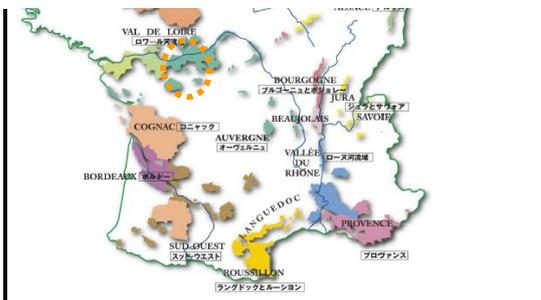 VAL DE LOIRE
ロワール河流域
BOURGOGNE
ブルゴーニュとボジョレー
JURA
ジュラとサヴォア
SAVOIE
BEAUJOLAIS
COGNAC コニャック
AUVERGNE
オーヴェルニュ
VALLÉE
DU
RHÔNE
ローヌ河流域
BORDEAUX ボルドー
LANGUEDOC
PROVENCE
プロヴァンス
SUD-OUEST
スッド・ウエスト
ROUSSILLON
ラングドックとルーション